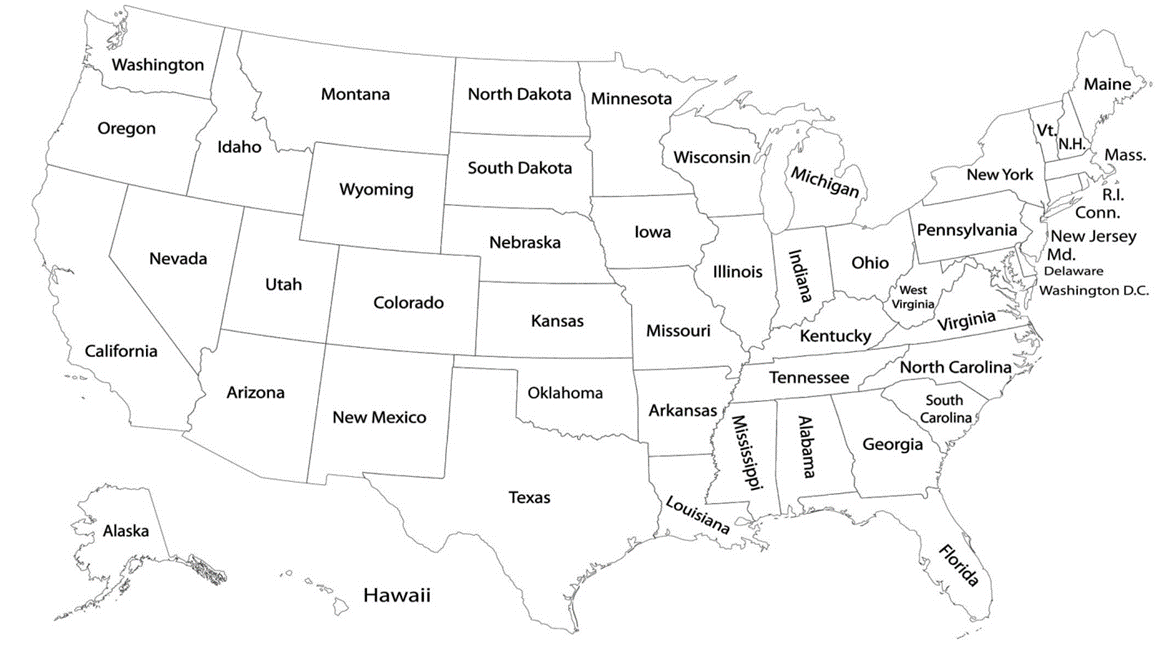 Washington
Montana
North Dakota
Minnesota
Maine
Oregon
Idaho
Vt.
N.H.
Wisconsin
Mass.
South Dakota
New York
Michigan
Wyoming
R.I.
Conn.
Iowa
Pennsylvania
New Jersey
Nebraska
Md.
Nevada
Ohio
Delaware
Illinois
Indiana
Utah
Washington D.C.
West
Virginia
Colorado
Kansas
Virginia
Missouri
Kentucky
California
North Carolina
Tennessee
Arizona
Oklahoma
South
Carolina
Arkansas
New Mexico
Georgia
Alabama
Mississippi
Texas
Louisiana
Alaska
Florida
Hawaii